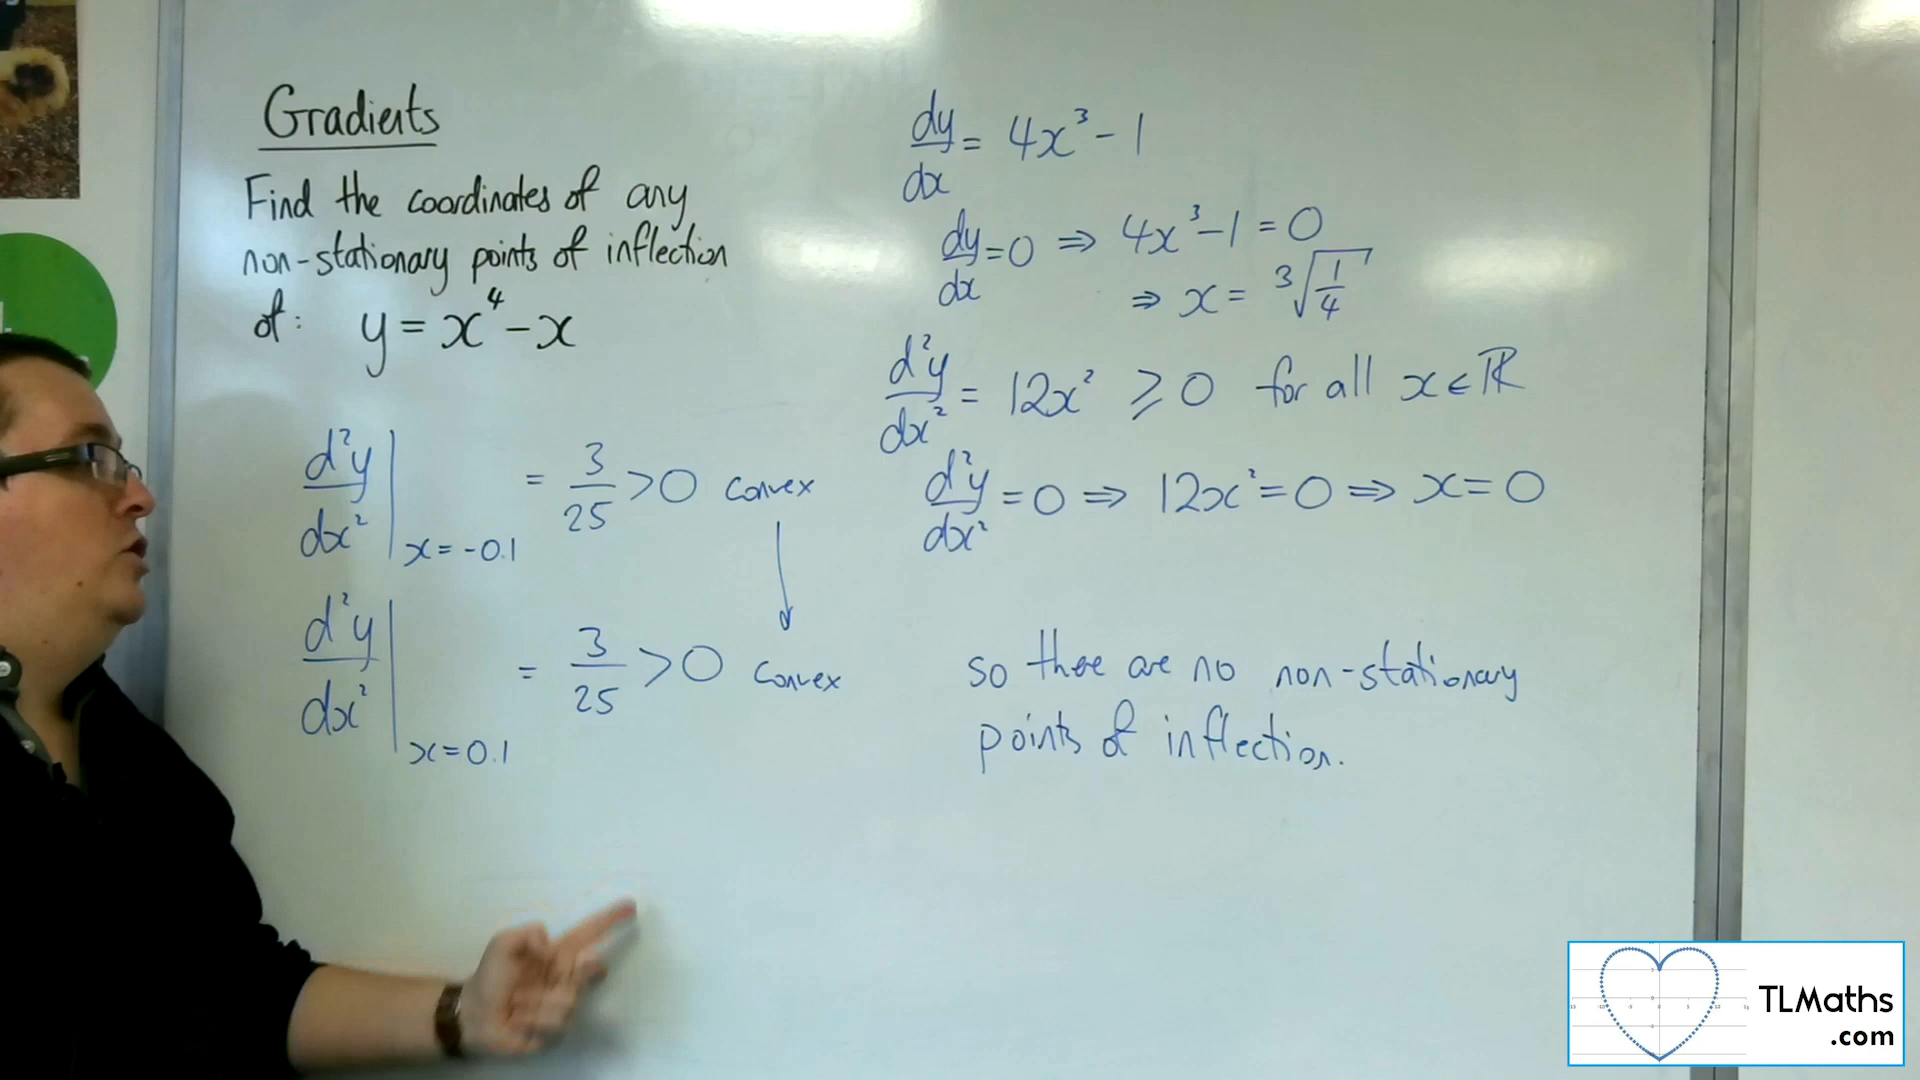 Gradients
Find the coordinates of any
non-stationary points of inflection
of: y = x⁴ - x
d²y/dx² | x = -0.1 = 3/25 > 0 convex
d²y/dx² | x = 0.1 = 3/25 > 0 convex
dy/dx = 4x³ - 1
dy/dx = 0 ⇒ 4x³ - 1 = 0
⇒ x = ³√(1/4)
d²y/dx² = 12x² ⩾ 0 for all x ∈ ℝ
d²y/dx² = 0 ⇒ 12x² = 0 ⇒ x = 0
so there are no non-stationary
points of inflection.
TLMaths
.com